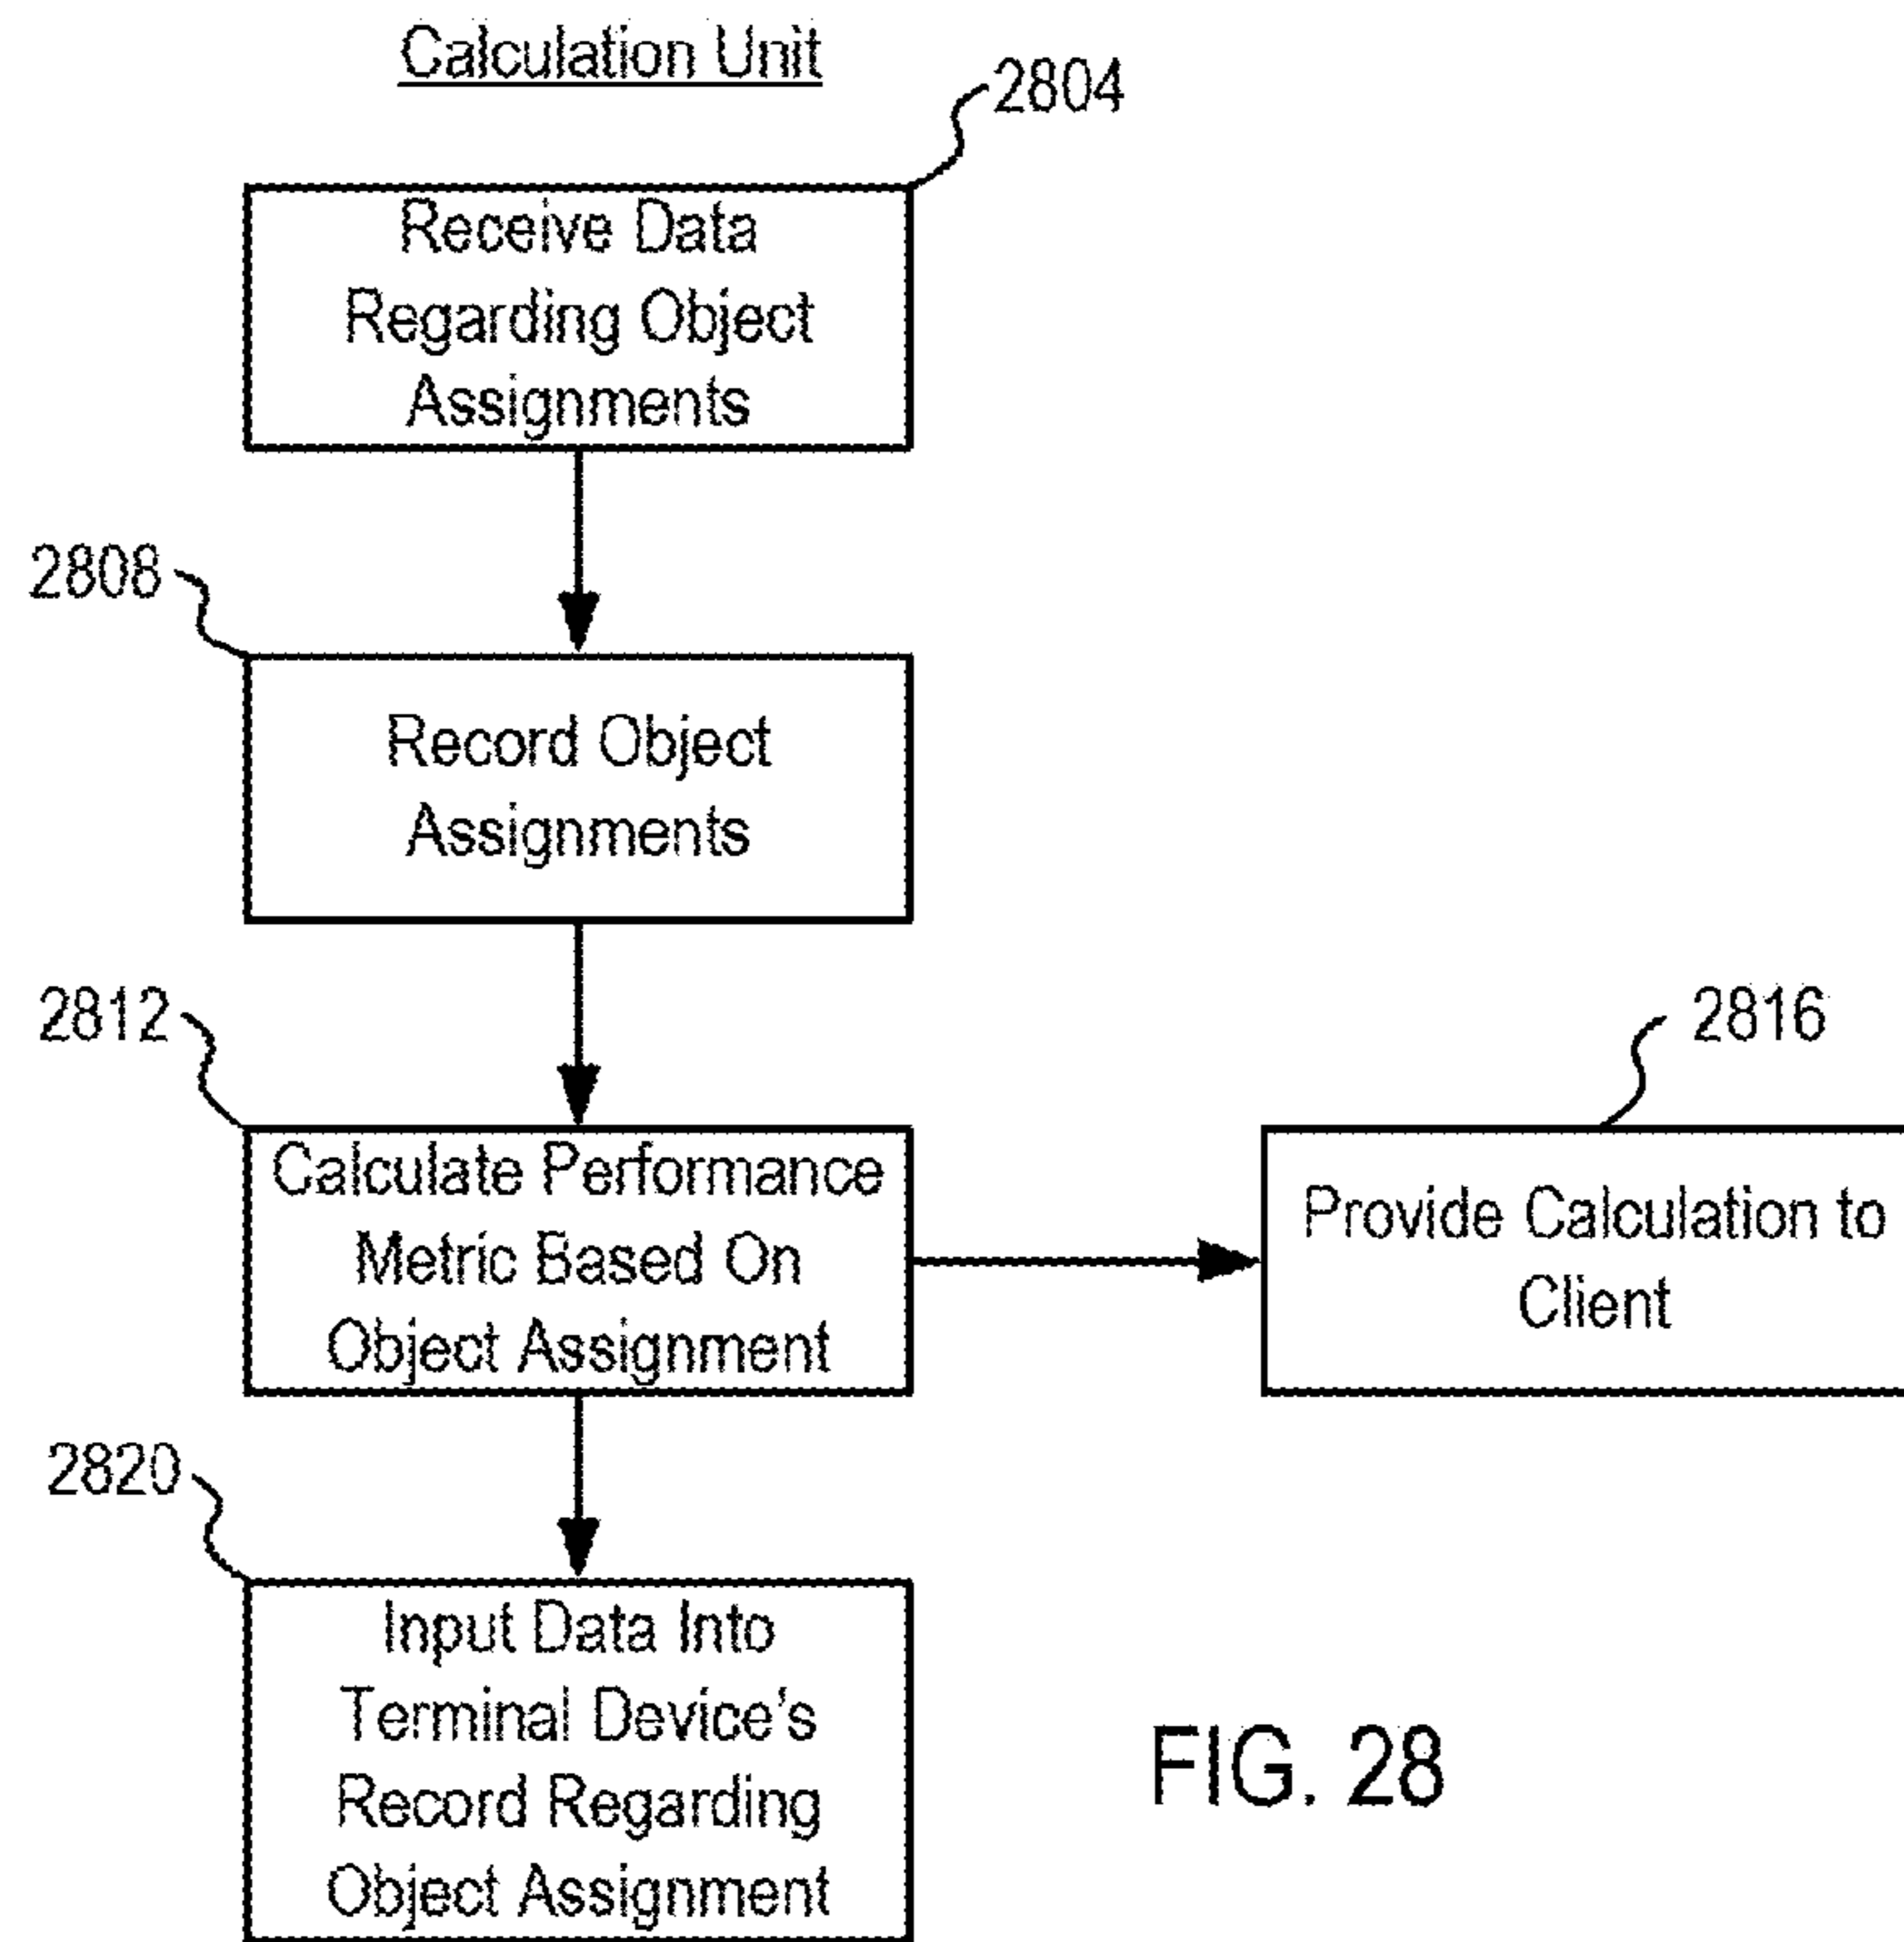 Calculation Unit
2804
Receive Data
Regarding Object
Assignments
2808
Record Object
Assignments
2812
Calculate Performance
Metric Based On
Object Assignment
2816
Provide Calculation to
Client
2820
Input Data Into
Terminal Device's
Record Regarding
Object Assignment
FIG. 28